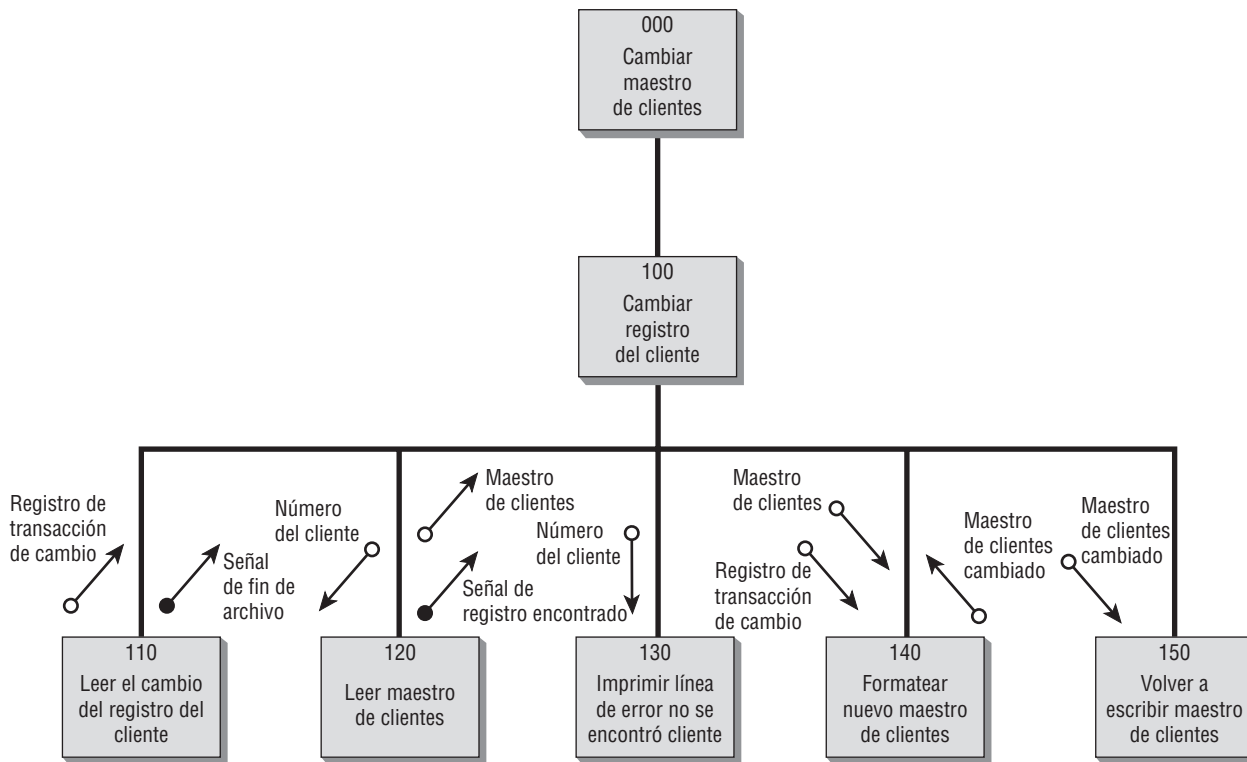 000
Cambiar
maestro
de clientes
100
Cambiar
registro
del cliente
Registro de
transacción
de cambio
Señal
de fin de
archivo
Número
del cliente
Maestro
de clientes
Señal de
registro encontrado
Número
del cliente
Maestro
de clientes
Registro de
transacción
de cambio
Maestro
de clientes
cambiado
Maestro
de clientes
cambiado
110
Leer el cambio
del registro del
cliente
120
Leer maestro
de clientes
130
Imprimir línea
de error no se
encontró cliente
140
Formatear
nuevo maestro
de clientes
150
Volver a
escribir maestro
de clientes